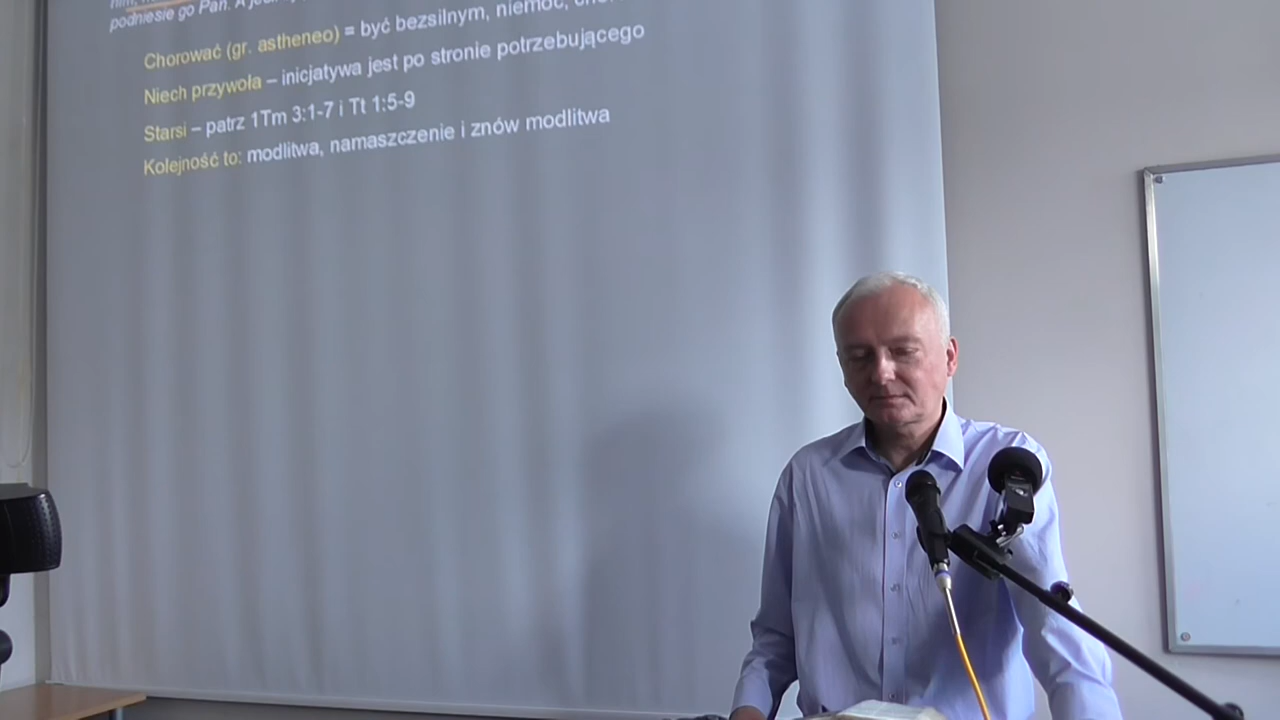 podniesie go Pan. A
Chorować (gr. astheneo) = być bezsilnym, niemoc,
Niech przywoła – inicjatywa jest po stronie potrzebującego
Starsi – patrz 1Tm 3:1-7 i Tt 1:5-9
Kolejność to: modlitwa, namaszczenie i znów modlitwa